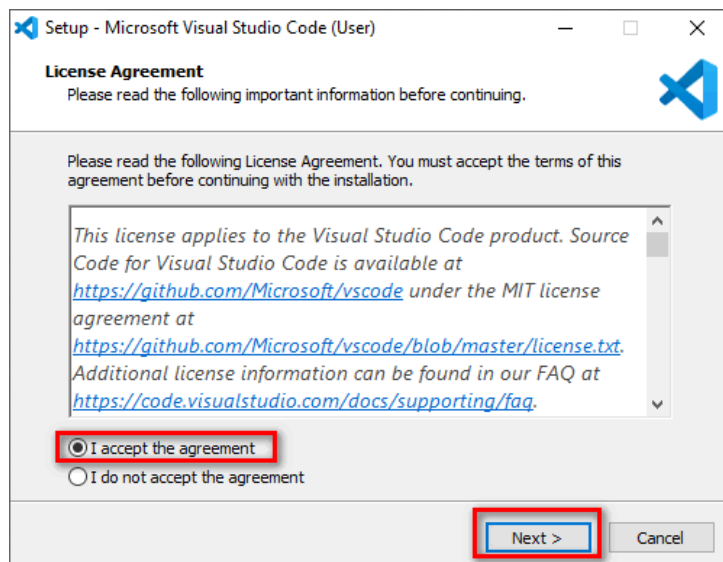 Setup - Microsoft Visual Studio Code (User)
License Agreement
Please read the following important information before continuing.
Please read the following License Agreement. You must accept the terms of this
agreement before continuing with the installation.
This license applies to the Visual Studio Code product. Source
Code for Visual Studio Code is available at
https://github.com/Microsoft/vscode under the MIT license
agreement at
https://github.com/Microsoft/vscode/blob/master/license.txt.
Additional license information can be found in our FAQ at
https://code.visualstudio.com/docs/supporting/faq.
I accept the agreement
I do not accept the agreement
Next >
Cancel